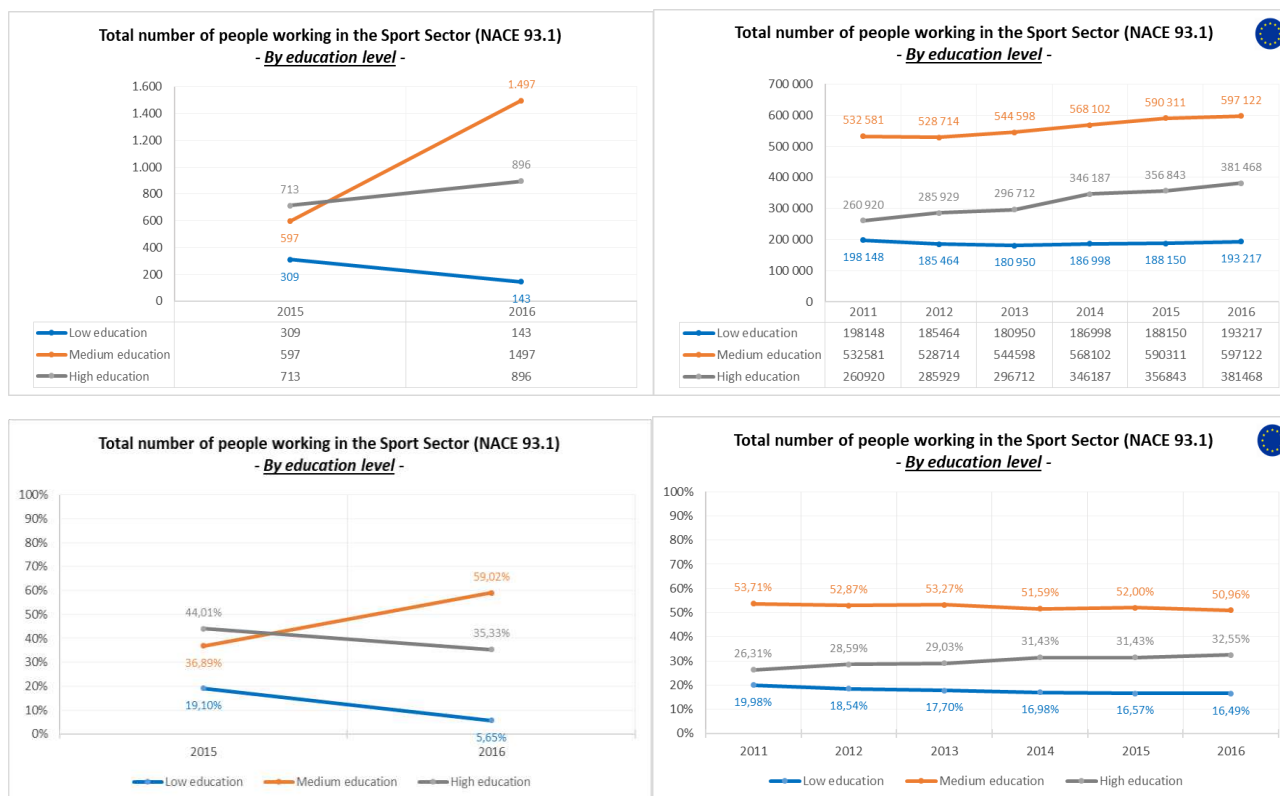 Total number of people working in the Sport Sector (NACE 93.1)
- By education level -
1.600
1.400
1.200
1.000
800
600
400
200
0
1.497
896
713
597
309
143
2015 2016
Low education 309 143
Medium education 597 1497
High education 713 896
Total number of people working in the Sport Sector (NACE 93.1)
- By education level -
700 000
600 000
500 000
400 000
300 000
200 000
100 000
0
532 581 528 714 544 598 568 102 590 311 597 122
260 920 285 929 296 712 346 187 356 843 381 468
198 148 185 464 180 950 186 998 188 150 193 217
2011 2012 2013 2014 2015 2016
Low education 198148 185464 180950 186998 188150 193217
Medium education 532581 528714 544598 568102 590311 597122
High education 260920 285929 296712 346187 356843 381468
Total number of people working in the Sport Sector (NACE 93.1)
- By education level -
100%
90%
80%
70%
60%
50%
40%
30%
20%
10%
0%
59,02%
44,01%
35,33%
36,89%
19,10%
5,65%
2015 2016
Low education Medium education High education
Total number of people working in the Sport Sector (NACE 93.1)
- By education level -
100%
90%
80%
70%
60%
50%
40%
30%
20%
10%
0%
53,71% 52,87% 53,27% 51,59% 52,00% 50,96%
26,31% 28,59% 29,03% 31,43% 31,43% 32,55%
19,98% 18,54% 17,70% 16,98% 16,57% 16,49%
2011 2012 2013 2014 2015 2016
Low education Medium education High education